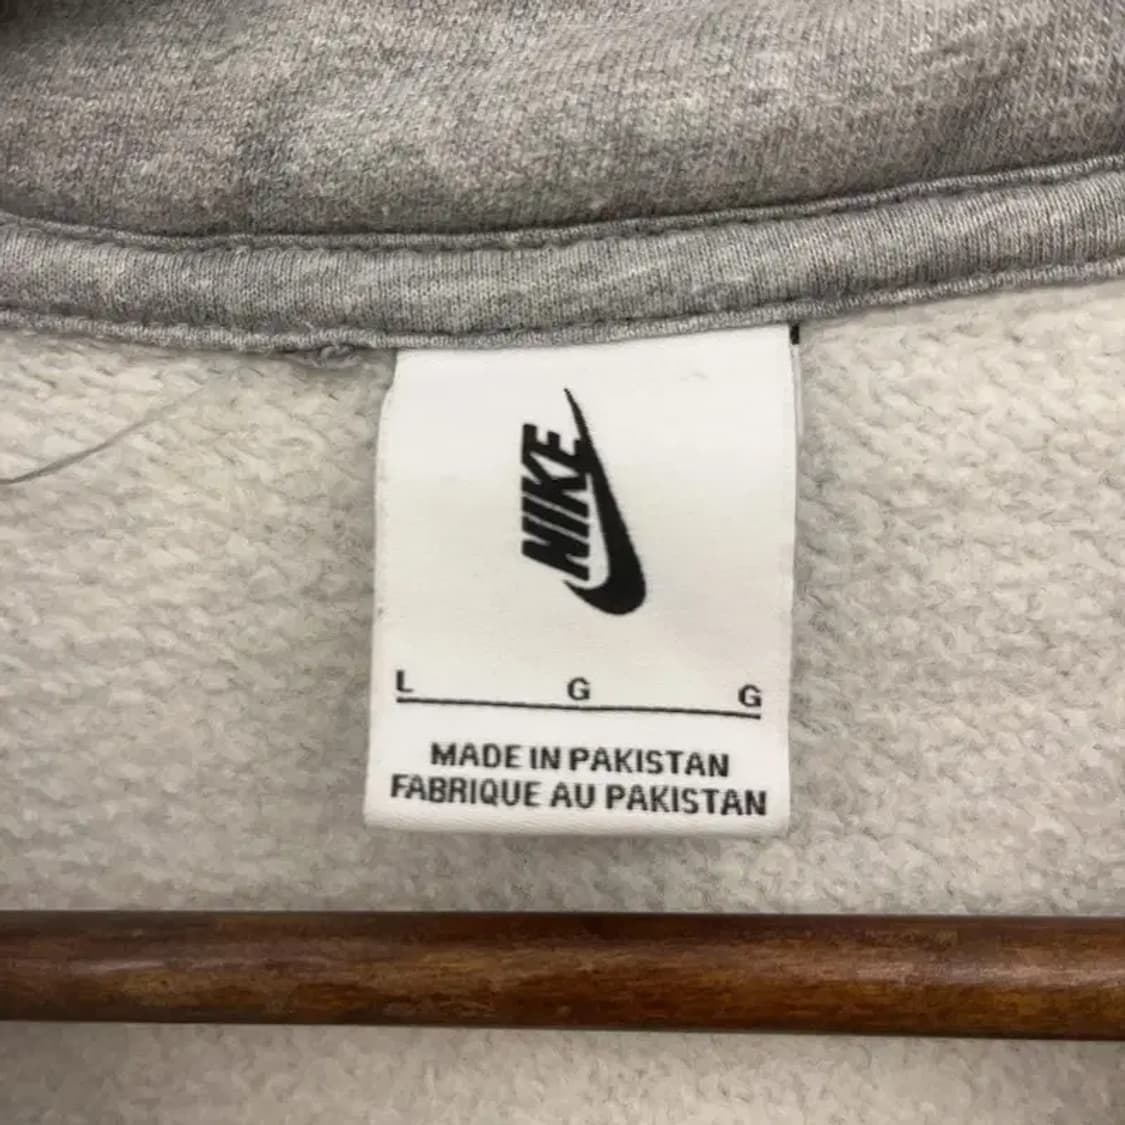 NIKE
L G G
MADE IN PAKISTAN
FABRIQUE AU PAKISTAN